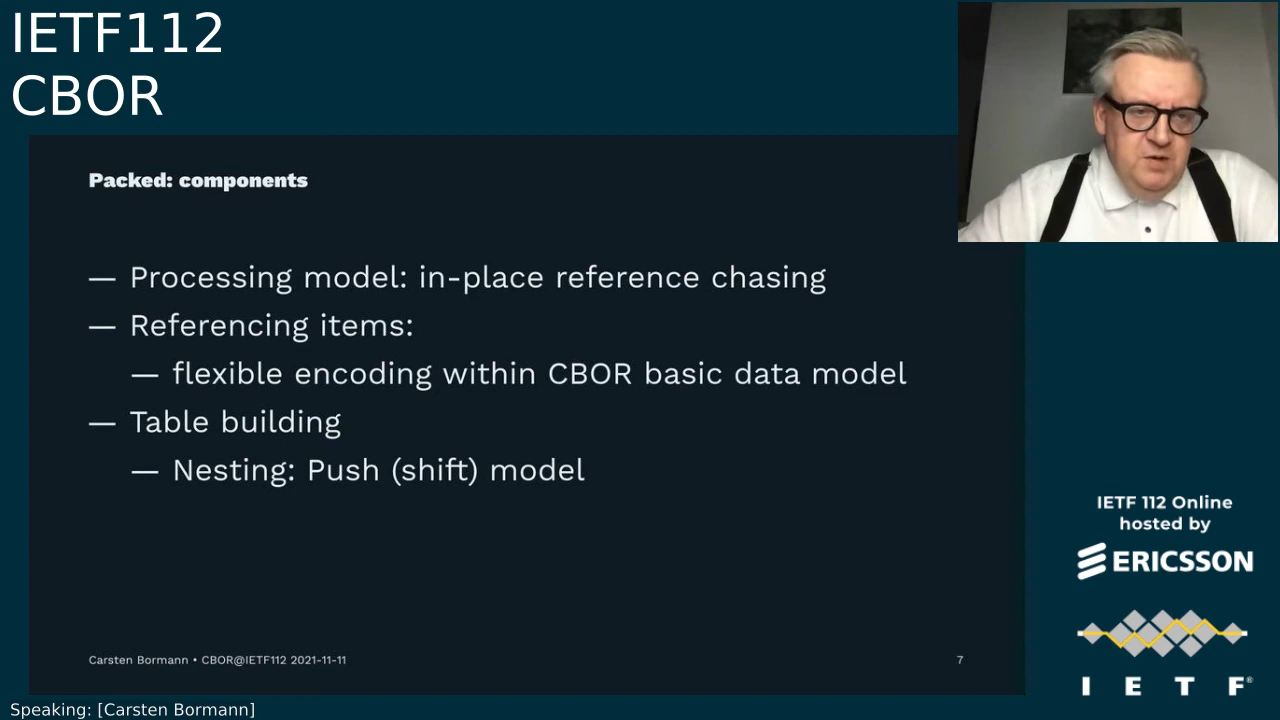 IETF112
CBOR
Packed: components
— Processing model: in-place reference chasing
— Referencing items:
— flexible encoding within CBOR basic data model
— Table building
— Nesting: Push (shift) model
Carsten Bormann • CBOR@IETF112 2021-11-11
7
IETF 112 Online
hosted by
ERICSSON
I E T F®
Speaking: [Carsten Bormann]